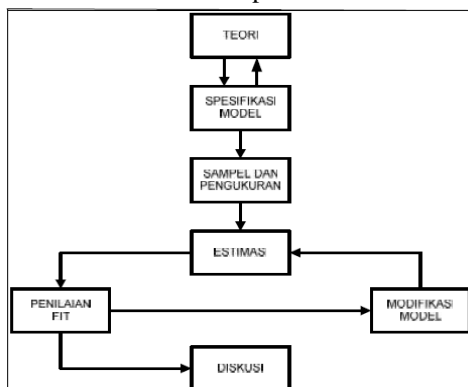 TEORI
SPESIFIKASI
MODEL
SAMPEL DAN
PENGUKURAN
ESTIMASI
PENILAIAN
FIT
MODIFIKASI
MODEL
DISKUSI